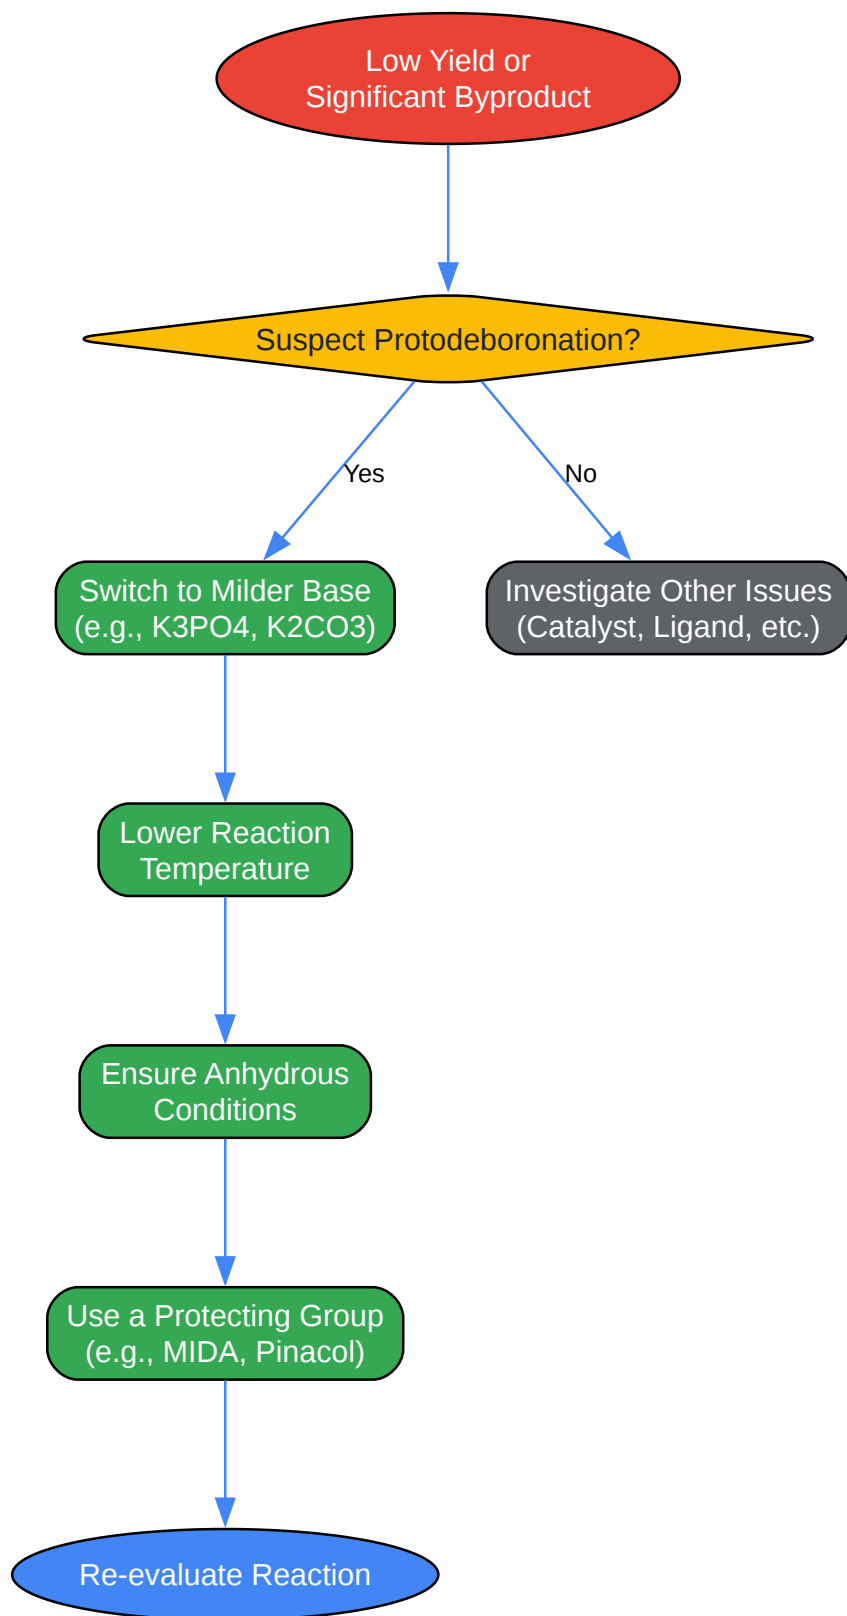 Low Yield or
Significant Byproduct
Suspect Protodeboronation?
Yes
No
Switch to Milder Base
(e.g., K3PO4, K2CO3)
Investigate Other Issues
(Catalyst, Ligand, etc.)
Lower Reaction
Temperature
Ensure Anhydrous
Conditions
Use a Protecting Group
(e.g., MIDA, Pinacol)
Re-evaluate Reaction